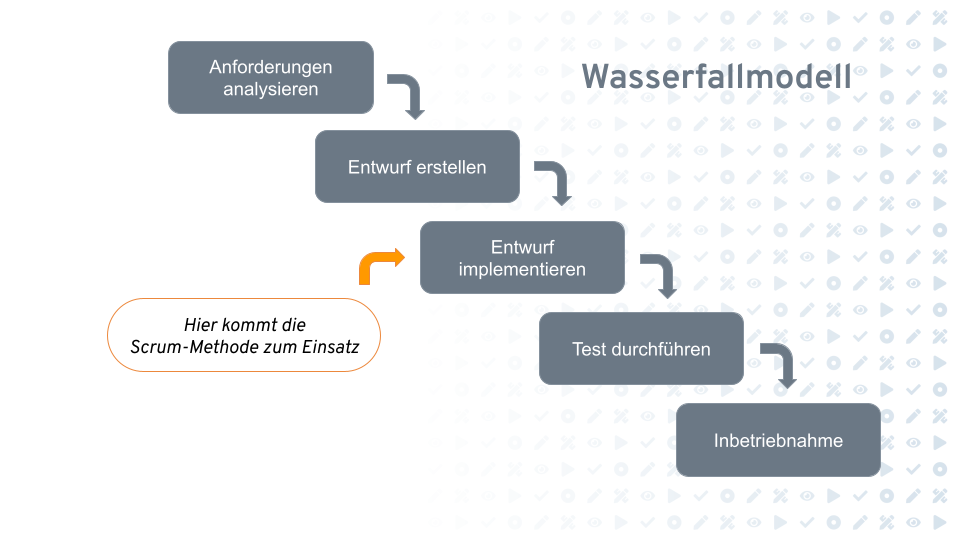 Wasserfallmodell
Anforderungen
analysieren
Entwurf erstellen
Entwurf
implementieren
Hier kommt die
Scrum-Methode zum Einsatz
Test durchführen
Inbetriebnahme